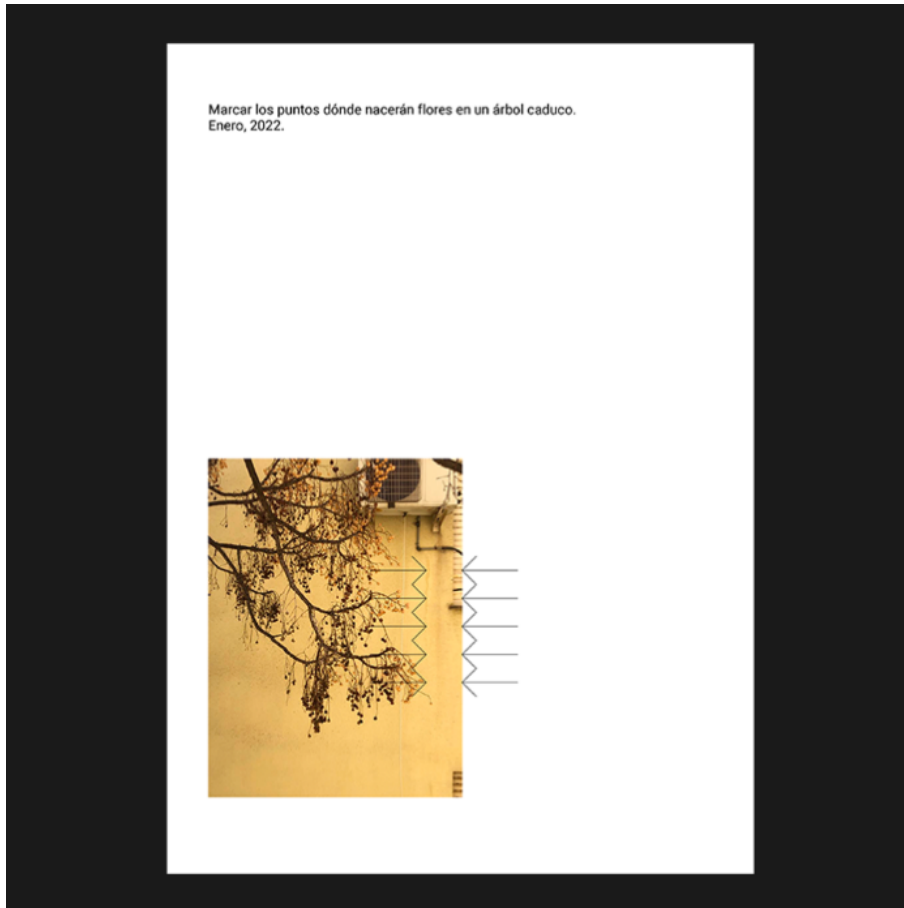 Marcar los puntos dónde nacerán flores en un árbol caduco.
Enero, 2022.